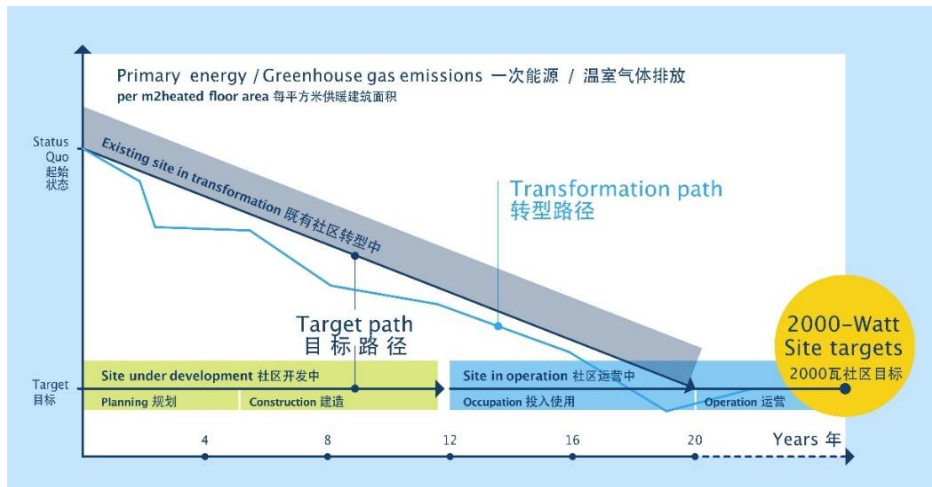 Primary energy / Greenhouse gas emissions 一次能源 / 温室气体排放
per m2heated floor area 每平方米供暖建筑面积
Status
Quo
起始
状态
Existing site in transformation 既有社区转型中
Transformation path
转型路径
Target path
目标路径
2000-Watt
Site targets
2000瓦社区目标
Target
目标
Site under development 社区开发中
Site in operation 社区运营中
Planning 规划
Construction 建造
Occupation 投入使用
Operation 运营
4
8
12
16
20
Years 年